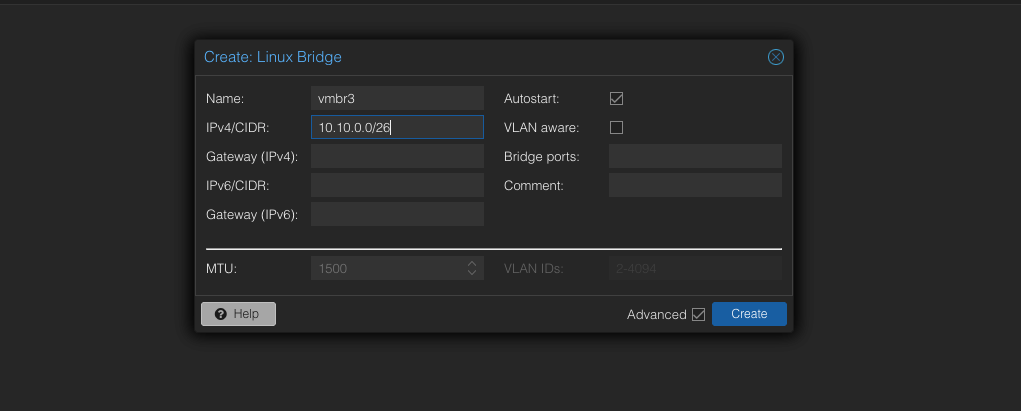 Create: Linux Bridge
Name: vmbr3 Autostart:
IPv4/CIDR: 10.10.0.0/26 VLAN aware:
Gateway (IPv4): Bridge ports:
IPv6/CIDR: Comment:
Gateway (IPv6):
MTU: 1500 VLAN IDs: 2-4094
Help Advanced Create